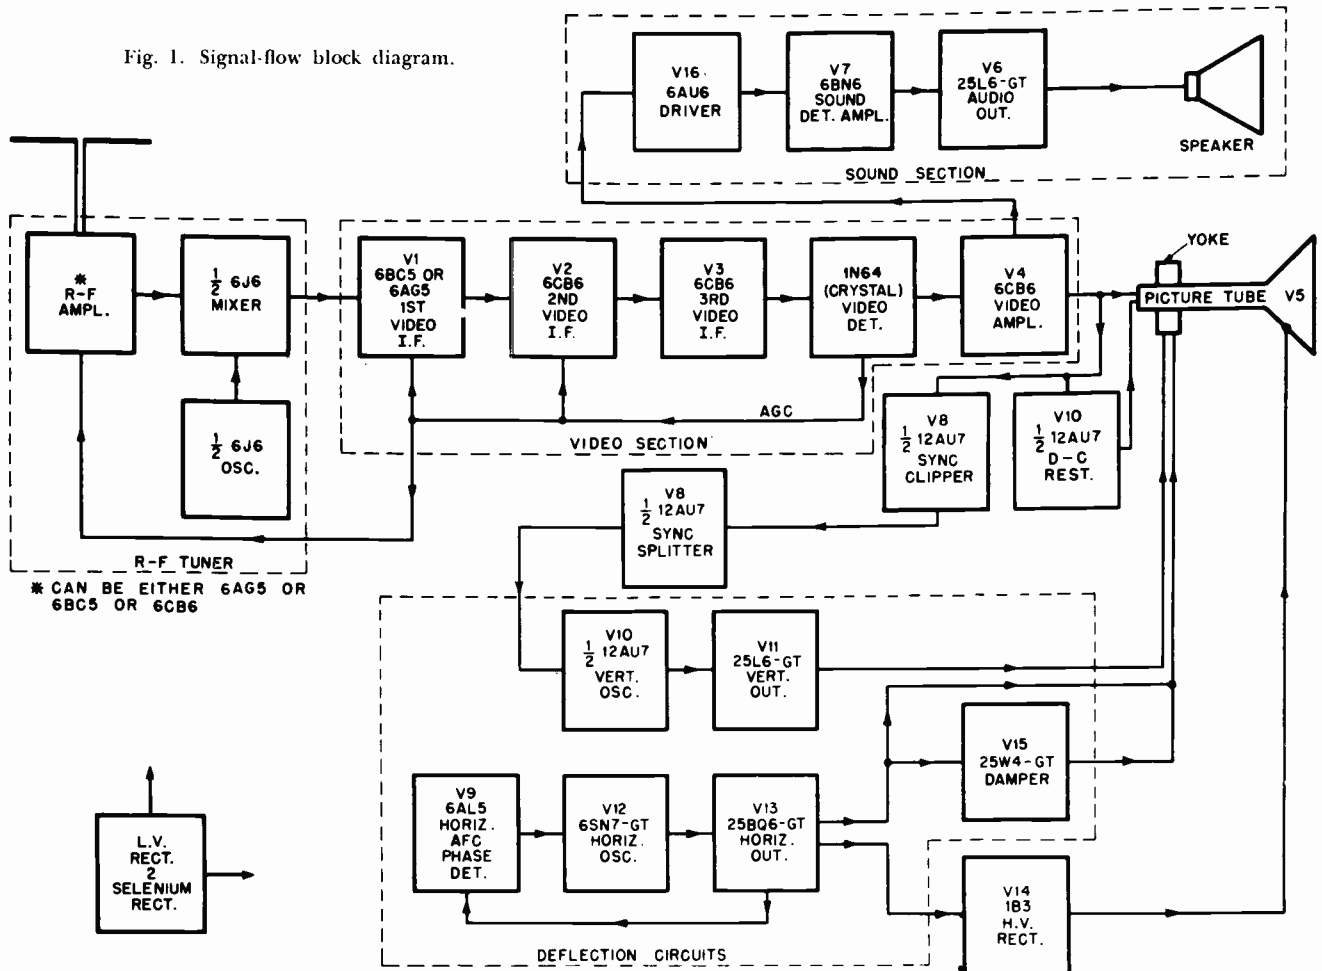 Fig. 1. Signal-flow block diagram.
V16
6AU6
DRIVER
V7
6BN6
SOUND
DET. AMPL.
V6
25L6-GT
AUDIO
OUT.
SPEAKER
SOUND SECTION
*
R-F
AMPL.
1/2 6J6
MIXER
1/2 6J6
OSC.
R-F TUNER
* CAN BE EITHER 6AG5 OR
6BC5 OR 6CB6
V1
6BC5 OR
6AG5
1ST
VIDEO
I.F.
V2
6CB6
2ND
VIDEO
I.F.
V3
6CB6
3RD
VIDEO
I.F.
1N64
(CRYSTAL)
VIDEO
DET.
V4
6CB6
VIDEO
AMPL.
AGC
VIDEO SECTION
YOKE
PICTURE TUBE V5
V8
1/2 12AU7
SYNC
CLIPPER
V10
1/2 12AU7
D-C
REST.
V8
1/2 12AU7
SYNC
SPLITTER
V10
1/2 12AU7
VERT.
OSC.
V11
25L6-GT
VERT.
OUT.
V15
25W4-GT
DAMPER
V9
6AL5
HORIZ.
AFC
PHASE
DET.
V12
6SN7-GT
HORIZ.
OSC.
V13
25BQ6-GT
HORIZ.
OUT.
V14
1B3
H.V.
RECT.
DEFLECTION CIRCUITS
L.V.
RECT.
2
SELENIUM
RECT.